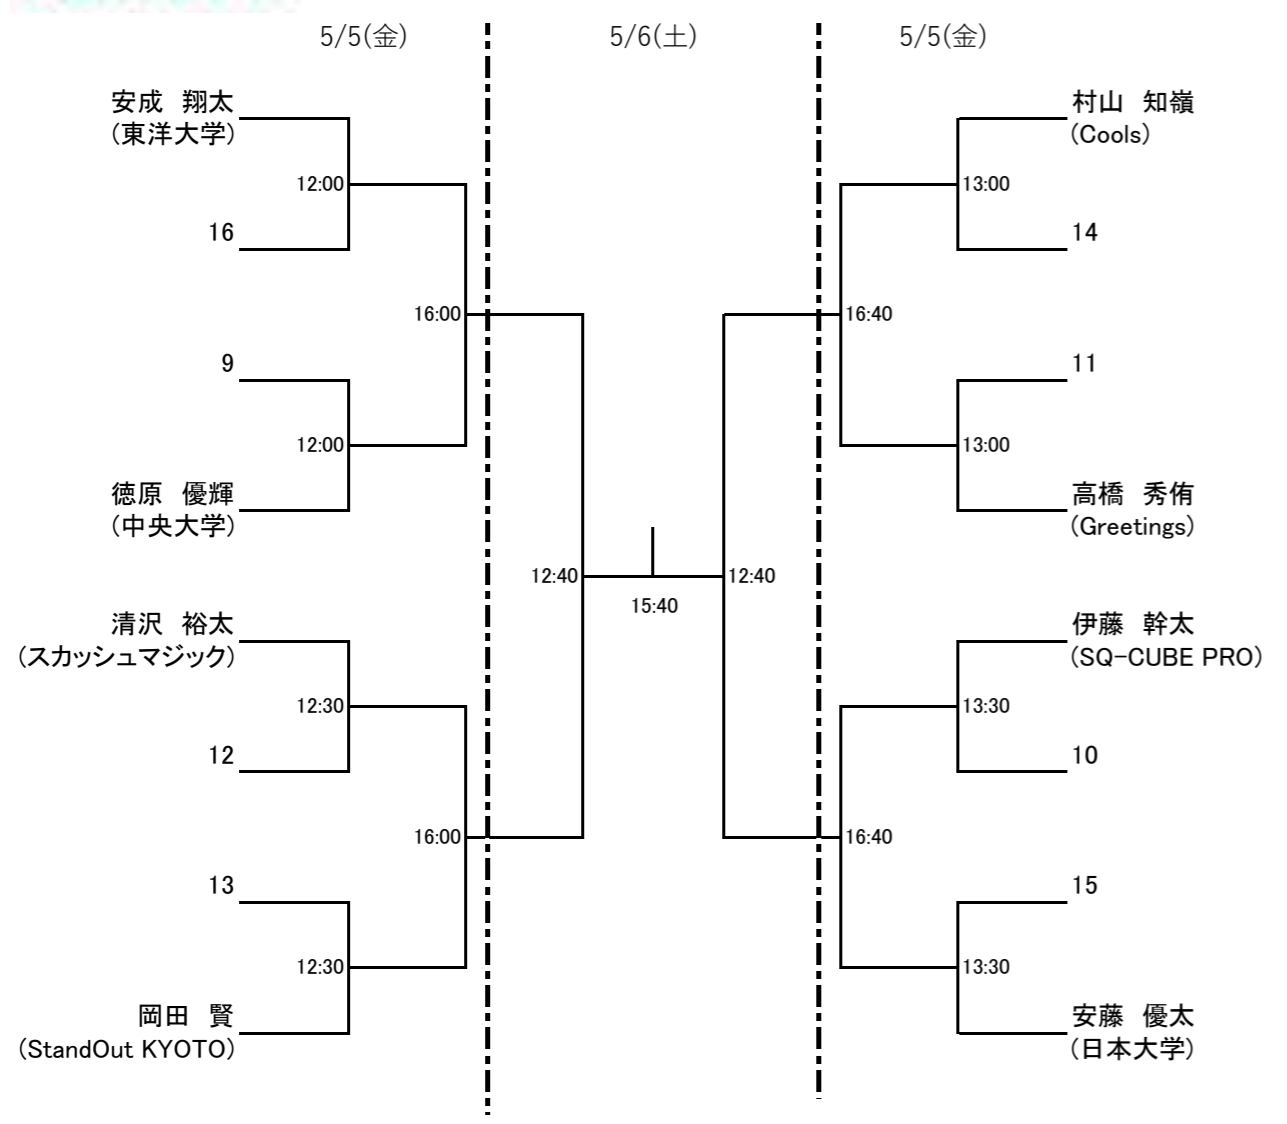 5/5(金)
5/6(土)
5/5(金)
安成　翔太
(東洋大学)
12:00
16
16:00
9
12:00
徳原　優輝
(中央大学)
12:40
清沢　裕太
(スカッシュマジック)
12:30
12
16:00
13
12:30
岡田　賢
(StandOut KYOTO)
15:40
村山　知嶺
(Cools)
13:00
14
16:40
11
13:00
高橋　秀侑
(Greetings)
12:40
伊藤　幹太
(SQ-CUBE PRO)
13:30
10
16:40
15
13:30
安藤　優太
(日本大学)